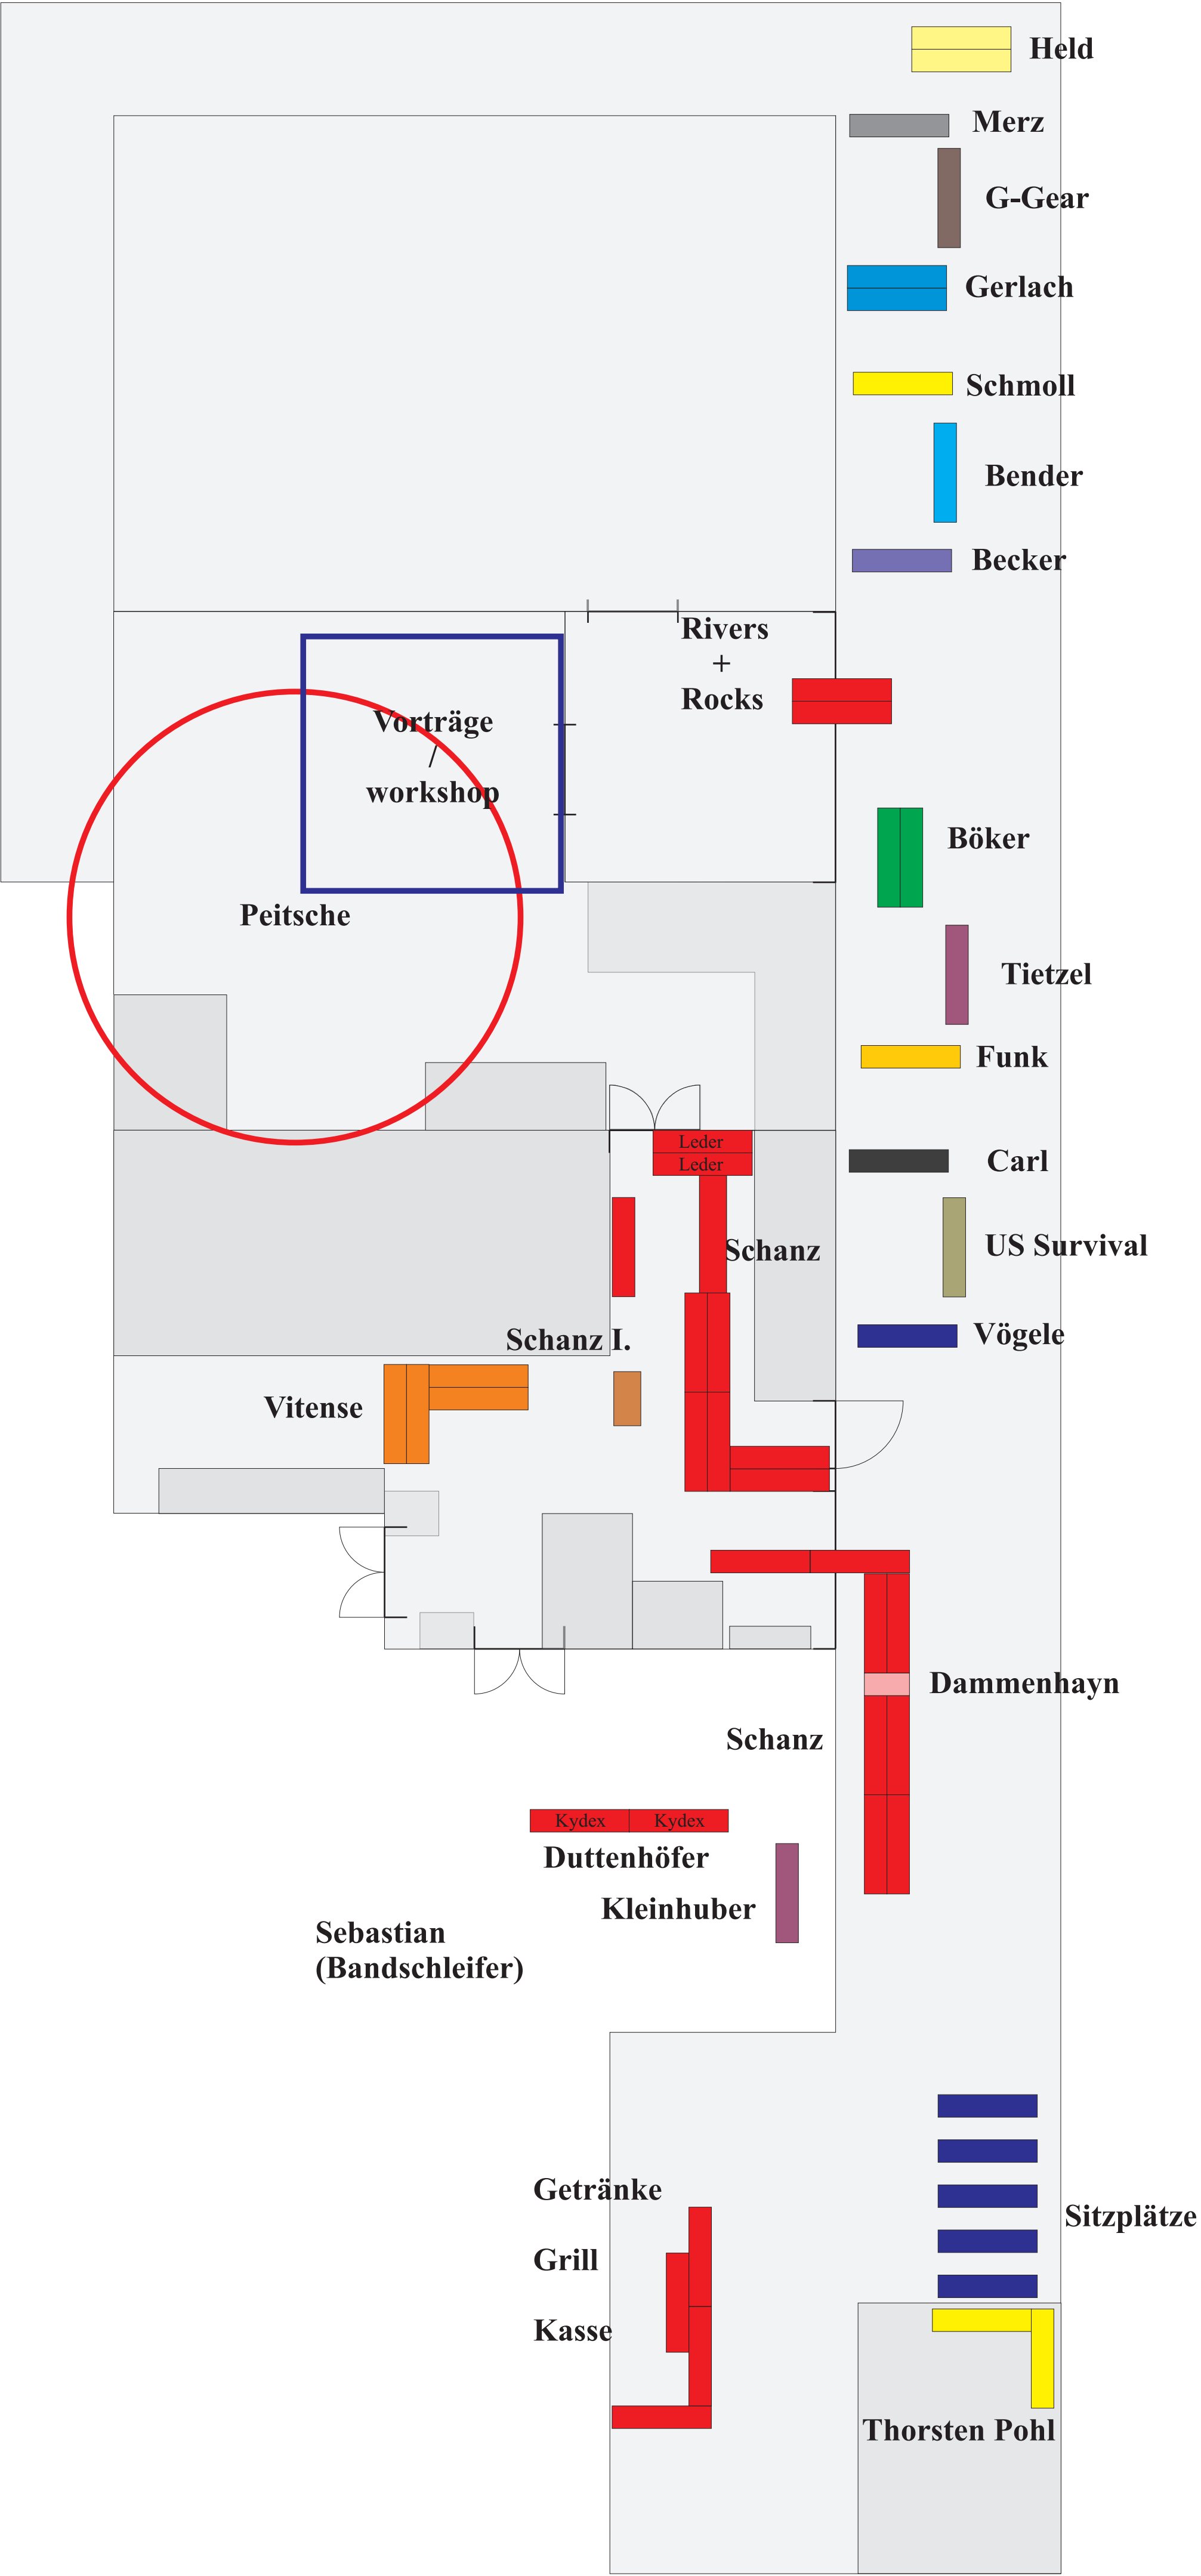 Held
Merz
G-Gear
Gerlach
Schmoll
Bender
Becker
Rivers
+
Rocks
Vorträge
/
workshop
Böker
Peitsche
Tietzel
Funk
Leder
Leder
Carl
Schanz
US Survival
Schanz I.
Vögele
Vitense
Dammenhayn
Schanz
Kydex Kydex
Duttenhöfer
Kleinhuber
Sebastian
(Bandschleifer)
Getränke
Sitzplätze
Grill
Kasse
Thorsten Pohl